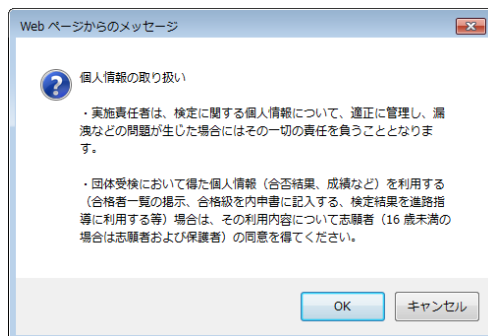 Web ページからのメッセージ
個人情報の取り扱い
・実施責任者は、検定に関する個人情報について、適正に管理し、漏
洩などの問題が生じた場合にはその一切の責任を負うこととなりま
す。
・団体受検において得た個人情報（合否結果、成績など）を利用する
（合格者一覧の掲示、合格級を内申書に記入する、検定結果を進路指
導に利用する等）場合は、その利用内容について志願者（16 歳未満の
場合は志願者および保護者）の同意を得てください。
OK
キャンセル